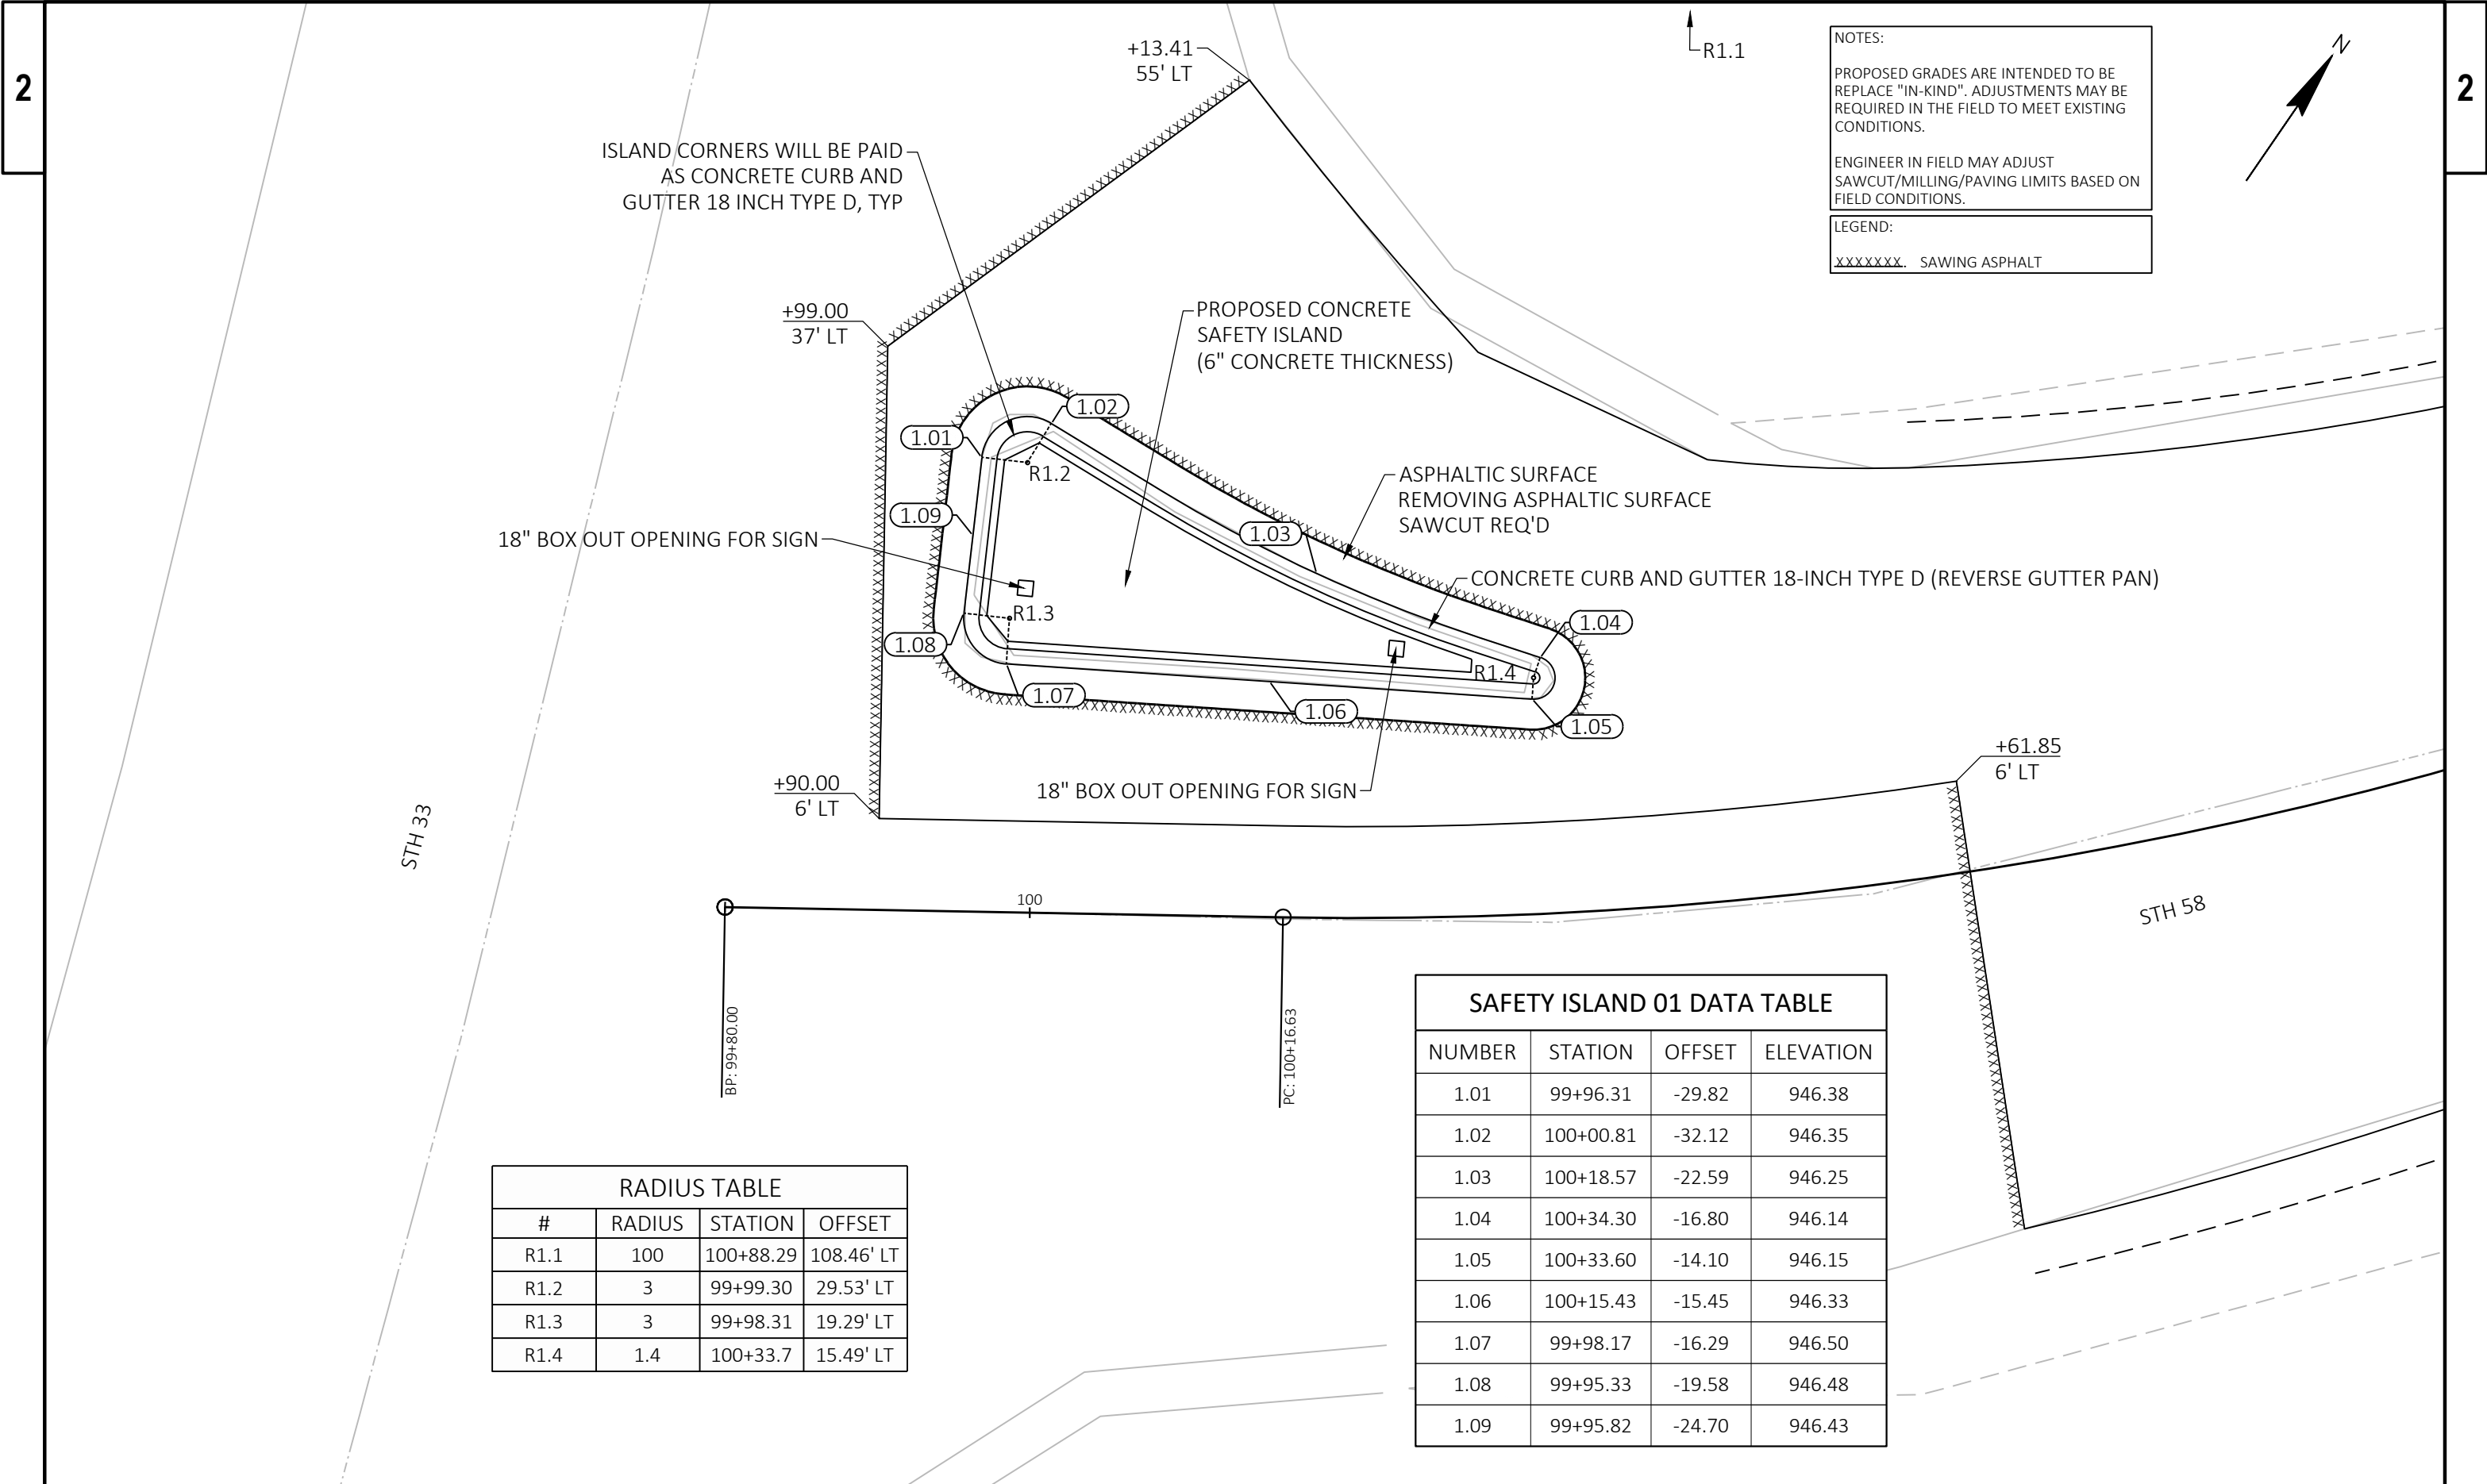 2
2
+13.41
55' LT
R1.1
NOTES:
PROPOSED GRADES ARE INTENDED TO BE
REPLACE "IN-KIND". ADJUSTMENTS MAY BE
REQUIRED IN THE FIELD TO MEET EXISTING
CONDITIONS.
ENGINEER IN FIELD MAY ADJUST
SAWCUT/MILLING/PAVING LIMITS BASED ON
FIELD CONDITIONS.
LEGEND:
XXXXXXX. SAWING ASPHALT
N
ISLAND CORNERS WILL BE PAID
AS CONCRETE CURB AND
GUTTER 18 INCH TYPE D, TYP
+99.00
37' LT
PROPOSED CONCRETE
SAFETY ISLAND
(6" CONCRETE THICKNESS)
1.02
1.01
R1.2
ASPHALTIC SURFACE
REMOVING ASPHALTIC SURFACE
SAWCUT REQ'D
1.09
1.03
18" BOX OUT OPENING FOR SIGN
CONCRETE CURB AND GUTTER 18-INCH TYPE D (REVERSE GUTTER PAN)
R1.3
1.04
1.08
R1.4
1.07
1.06
1.05
+61.85
6' LT
+90.00
6' LT
18" BOX OUT OPENING FOR SIGN
STH 33
100
STH 58
BP: 99+80.00
PC: 100+16.63
SAFETY ISLAND 01 DATA TABLE
NUMBER STATION OFFSET ELEVATION
1.01 99+96.31 -29.82 946.38
1.02 100+00.81 -32.12 946.35
1.03 100+18.57 -22.59 946.25
1.04 100+34.30 -16.80 946.14
1.05 100+33.60 -14.10 946.15
1.06 100+15.43 -15.45 946.33
1.07 99+98.17 -16.29 946.50
1.08 99+95.33 -19.58 946.48
1.09 99+95.82 -24.70 946.43
RADIUS TABLE
# RADIUS STATION OFFSET
R1.1 100 100+88.29 108.46' LT
R1.2 3 99+99.30 29.53' LT
R1.3 3 99+98.31 19.29' LT
R1.4 1.4 100+33.7 15.49' LT